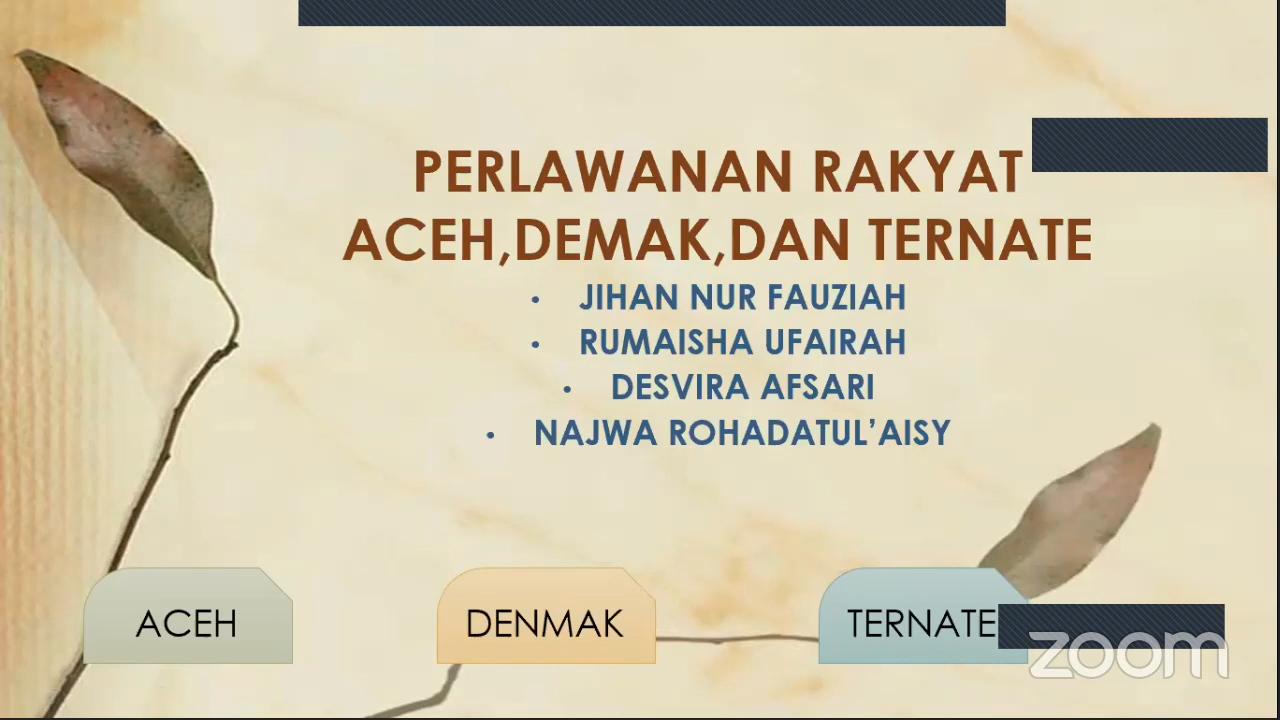 PERLAWANAN RAKYAT
ACEH,DEMAK,DAN TERNATE
• JIHAN NUR FAUZIAH
• RUMAISHA UFAIRAH
• DESVIRA AFSARI
• NAJWA ROHADATUL’AISY
ACEH
DENMAK
TERNATE
zoom